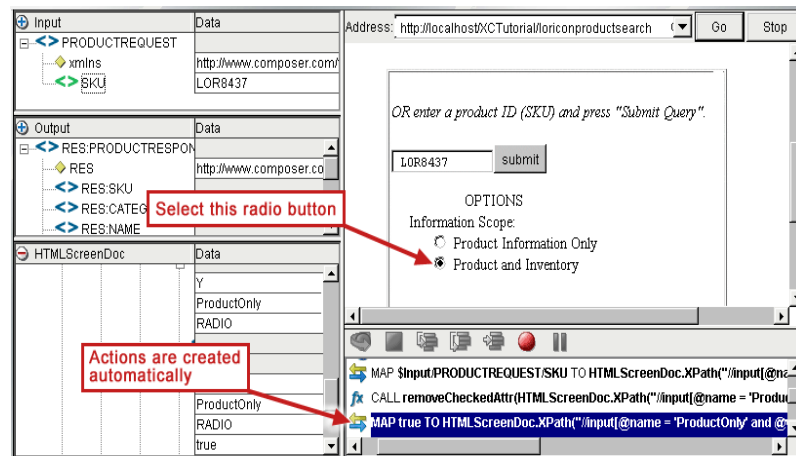 Input
Data
PRODUCTREQUEST
xmlns
http://www.composer.com/
SKU
LOR8437
Output
Data
RES:PRODUCTRESPON
RES
http://www.composer.co
RES:SKU
RES:CATEG
RES:NAME
HTMLScreenDoc
Data
Y
ProductOnly
RADIO
ProductOnly
RADIO
true
Address:
http://localhost/XCTutorial/loriconproductsearch
Go
Stop
OR enter a product ID (SKU) and press "Submit Query".
LOR8437
submit
OPTIONS
Information Scope:
Product Information Only
Product and Inventory
Select this radio button
Actions are created
automatically
MAP $Input/PRODUCTREQUEST/SKU TO HTMLScreenDoc.XPath("//input[@na
fx CALL removeCheckedAttr(HTMLScreenDoc.XPath("//input[@name = 'Produ
MAP true TO HTMLScreenDoc.XPath("//input[@name = 'ProductOnly' and @